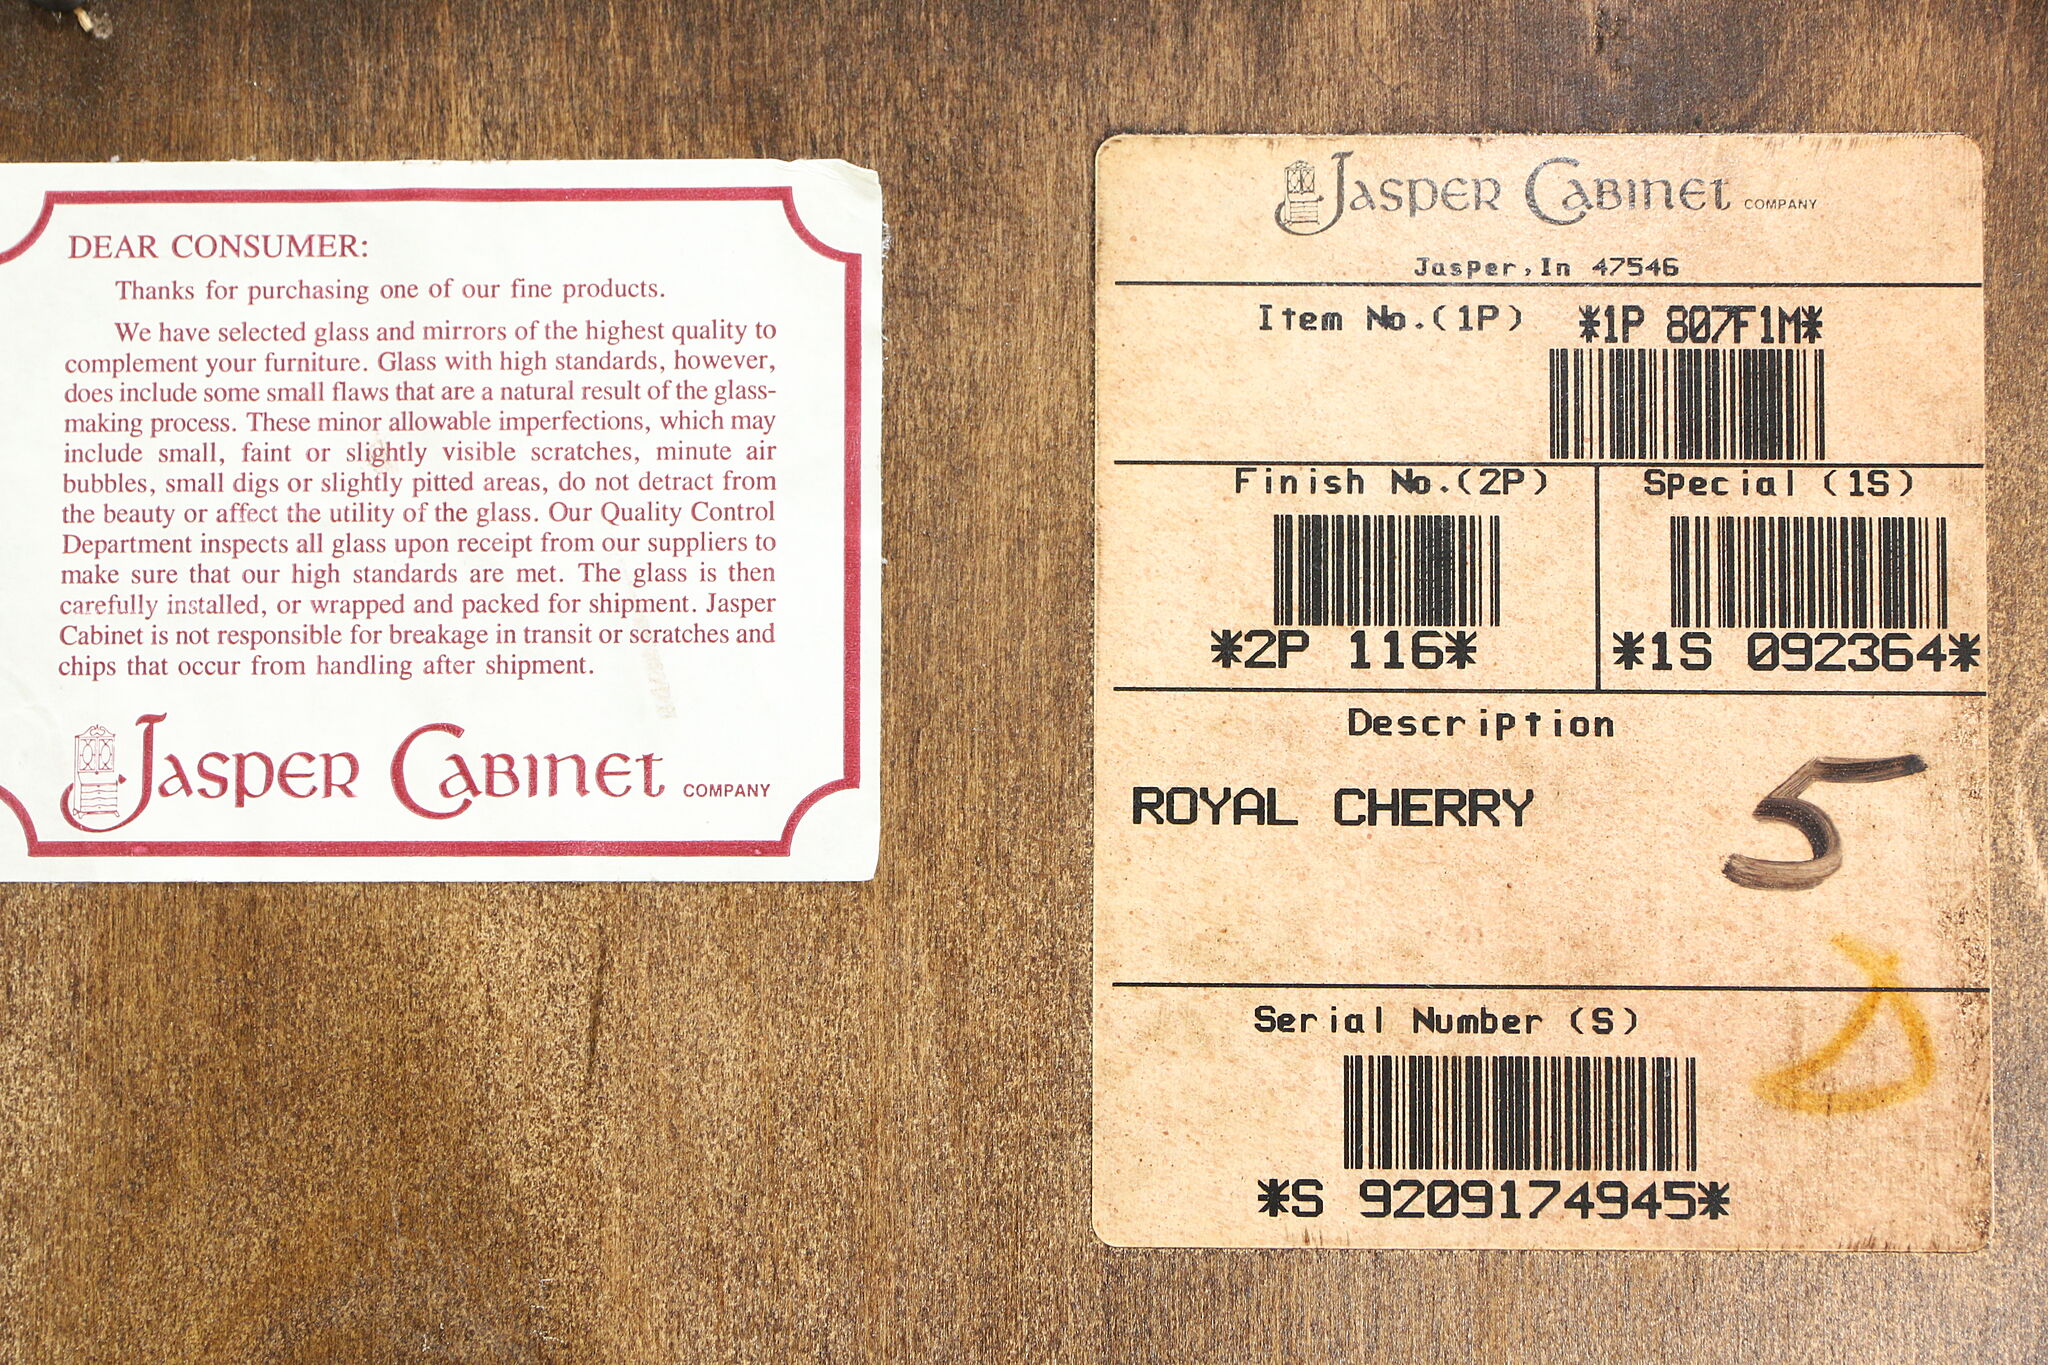 DEAR CONSUMER:
Thanks for purchasing one of our fine products.
We have selected glass and mirrors of the highest quality to
complement your furniture. Glass with high standards, however,
does include some small flaws that are a natural result of the glass-
making process. These minor allowable imperfections, which may
include small, faint or slightly visible scratches, minute air
bubbles, small digs or slightly pitted areas, do not detract from
the beauty or affect the utility of the glass. Our Quality Control
Department inspects all glass upon receipt from our suppliers to
make sure that our high standards are met. The glass is then
carefully installed, or wrapped and packed for shipment. Jasper
Cabinet is not responsible for breakage in transit or scratches and
chips that occur from handling after shipment.
JASPER CABINET COMPANY
JASPER CABINET COMPANY
Jasper,In 47546
Item No.(1P) *1P 807F1M*
Finish No.(2P)
*2P 116*
Special (1S)
*1S 092364*
Description
ROYAL CHERRY
5
Serial Number (S)
*S 9209174945*